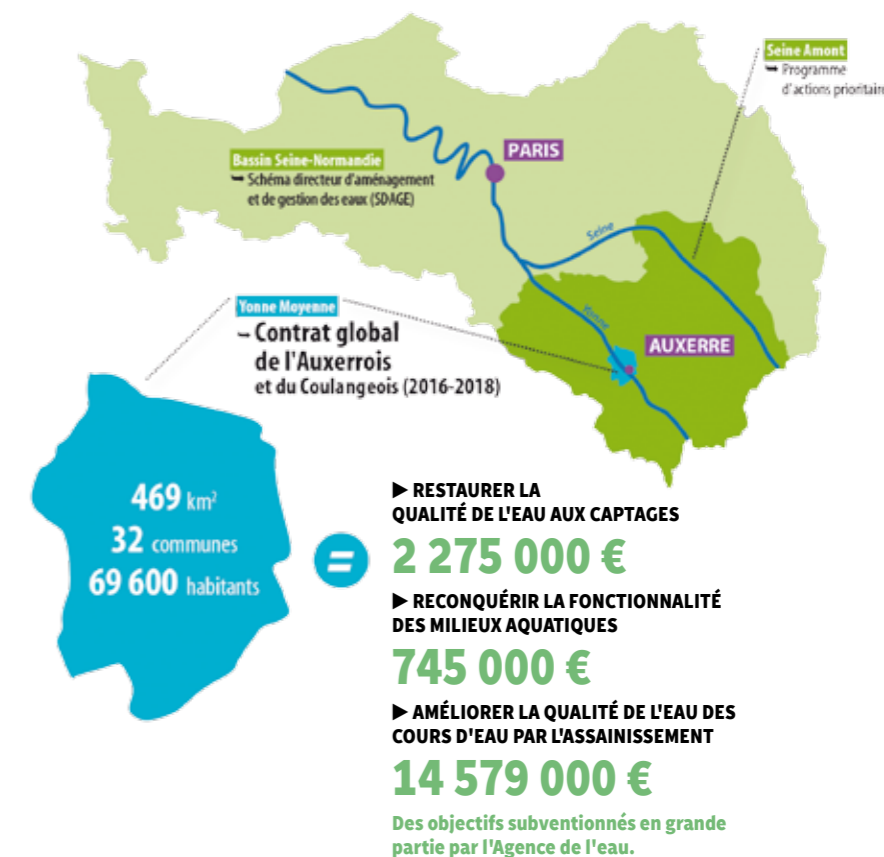 Seine Amont
➥ Programme
d'actions prioritaire
PARIS
Bassin Seine-Normandie
➥ Schéma directeur d'aménagement
et de gestion des eaux (SDAGE)
Seine
Yonne
AUXERRE
Yonne Moyenne
➥ Contrat global
de l'Auxerrois
et du Coulangeois (2016-2018)
469 km²
32 communes
69 600 habitants
=
▶ RESTAURER LA
QUALITÉ DE L'EAU AUX CAPTAGES
2 275 000 €
▶ RECONQUÉRIR LA FONCTIONNALITÉ
DES MILIEUX AQUATIQUES
745 000 €
▶ AMÉLIORER LA QUALITÉ DE L'EAU DES
COURS D'EAU PAR L'ASSAINISSEMENT
14 579 000 €
Des objectifs subventionnés en grande
partie par l'Agence de l'eau.